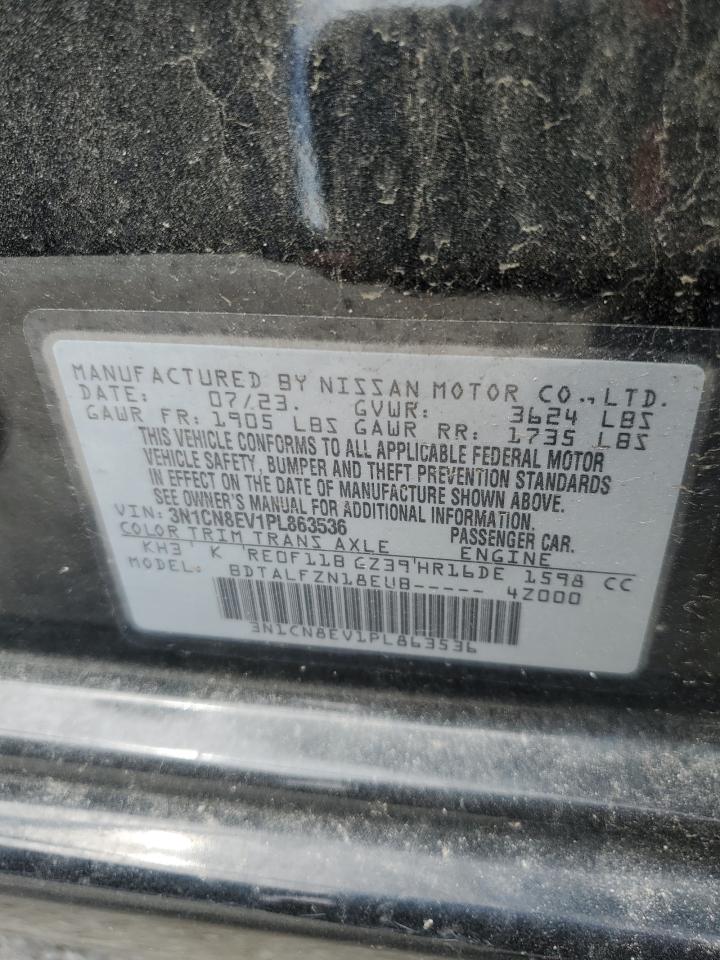 MANUFACTURED BY NISSAN MOTOR CO., LTD.
DATE: 07/23. GVWR: 3624 LBS
GAWR FR: 1905 LBS GAWR RR: 1735 LBS
THIS VEHICLE CONFORMS TO ALL APPLICABLE FEDERAL MOTOR
VEHICLE SAFETY, BUMPER AND THEFT PREVENTION STANDARDS
IN EFFECT ON THE DATE OF MANUFACTURE SHOWN ABOVE.
SEE OWNER'S MANUAL FOR ADDITIONAL INFORMATION.
VIN: 3N1CN8EV1PL863536 PASSENGER CAR.
COLOR TRIM TRANS AXLE ENGINE
KH3 K RE0F11B GZ39 HR16DE 1598 CC
MODEL: BDTALFZN18EUB----- 4Z000
3N1CN8EV1PL863536